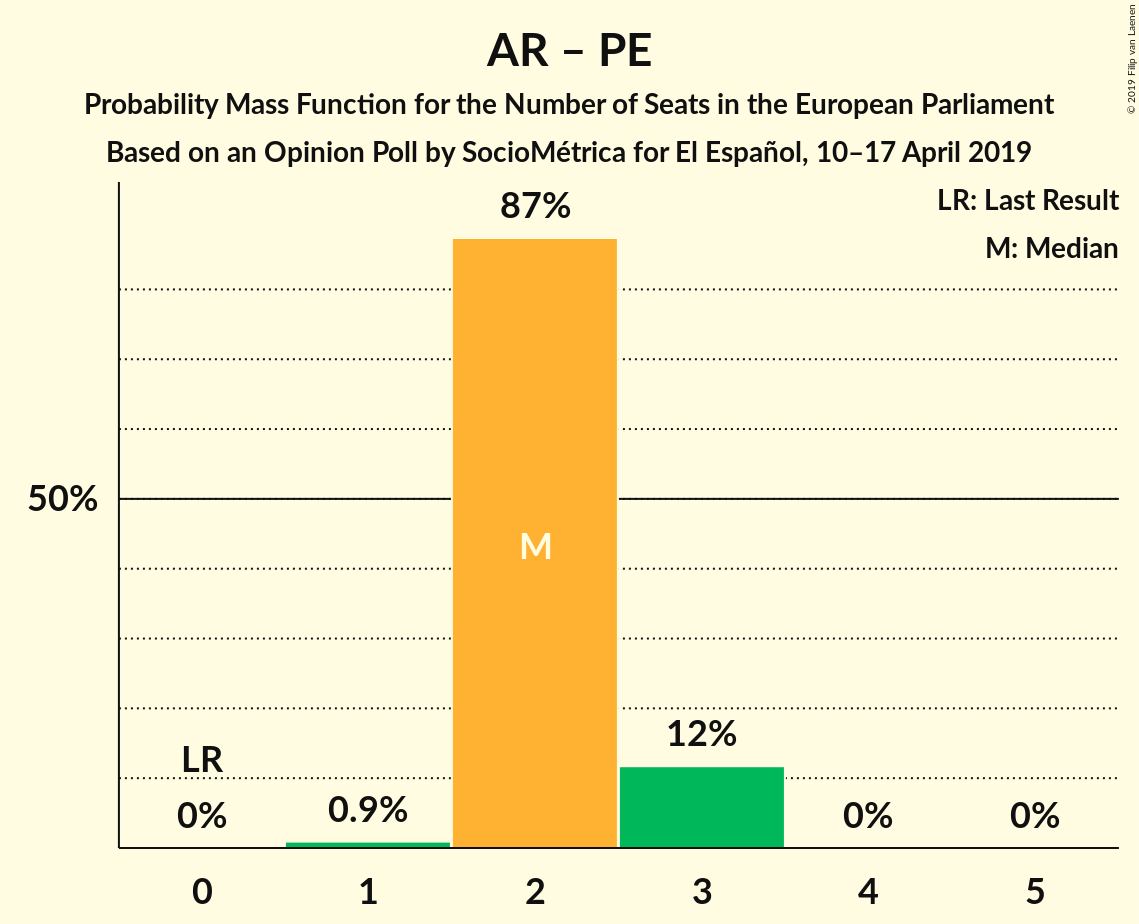 AR – PE
Probability Mass Function for the Number of Seats in the European Parliament
Based on an Opinion Poll by SocioMétrica for El Español, 10–17 April 2019
© 2019 Filip van Laenen
LR: Last Result
M: Median
87%
50%
M
LR
0%
0.9%
12%
0%
0%
0 1 2 3 4 5